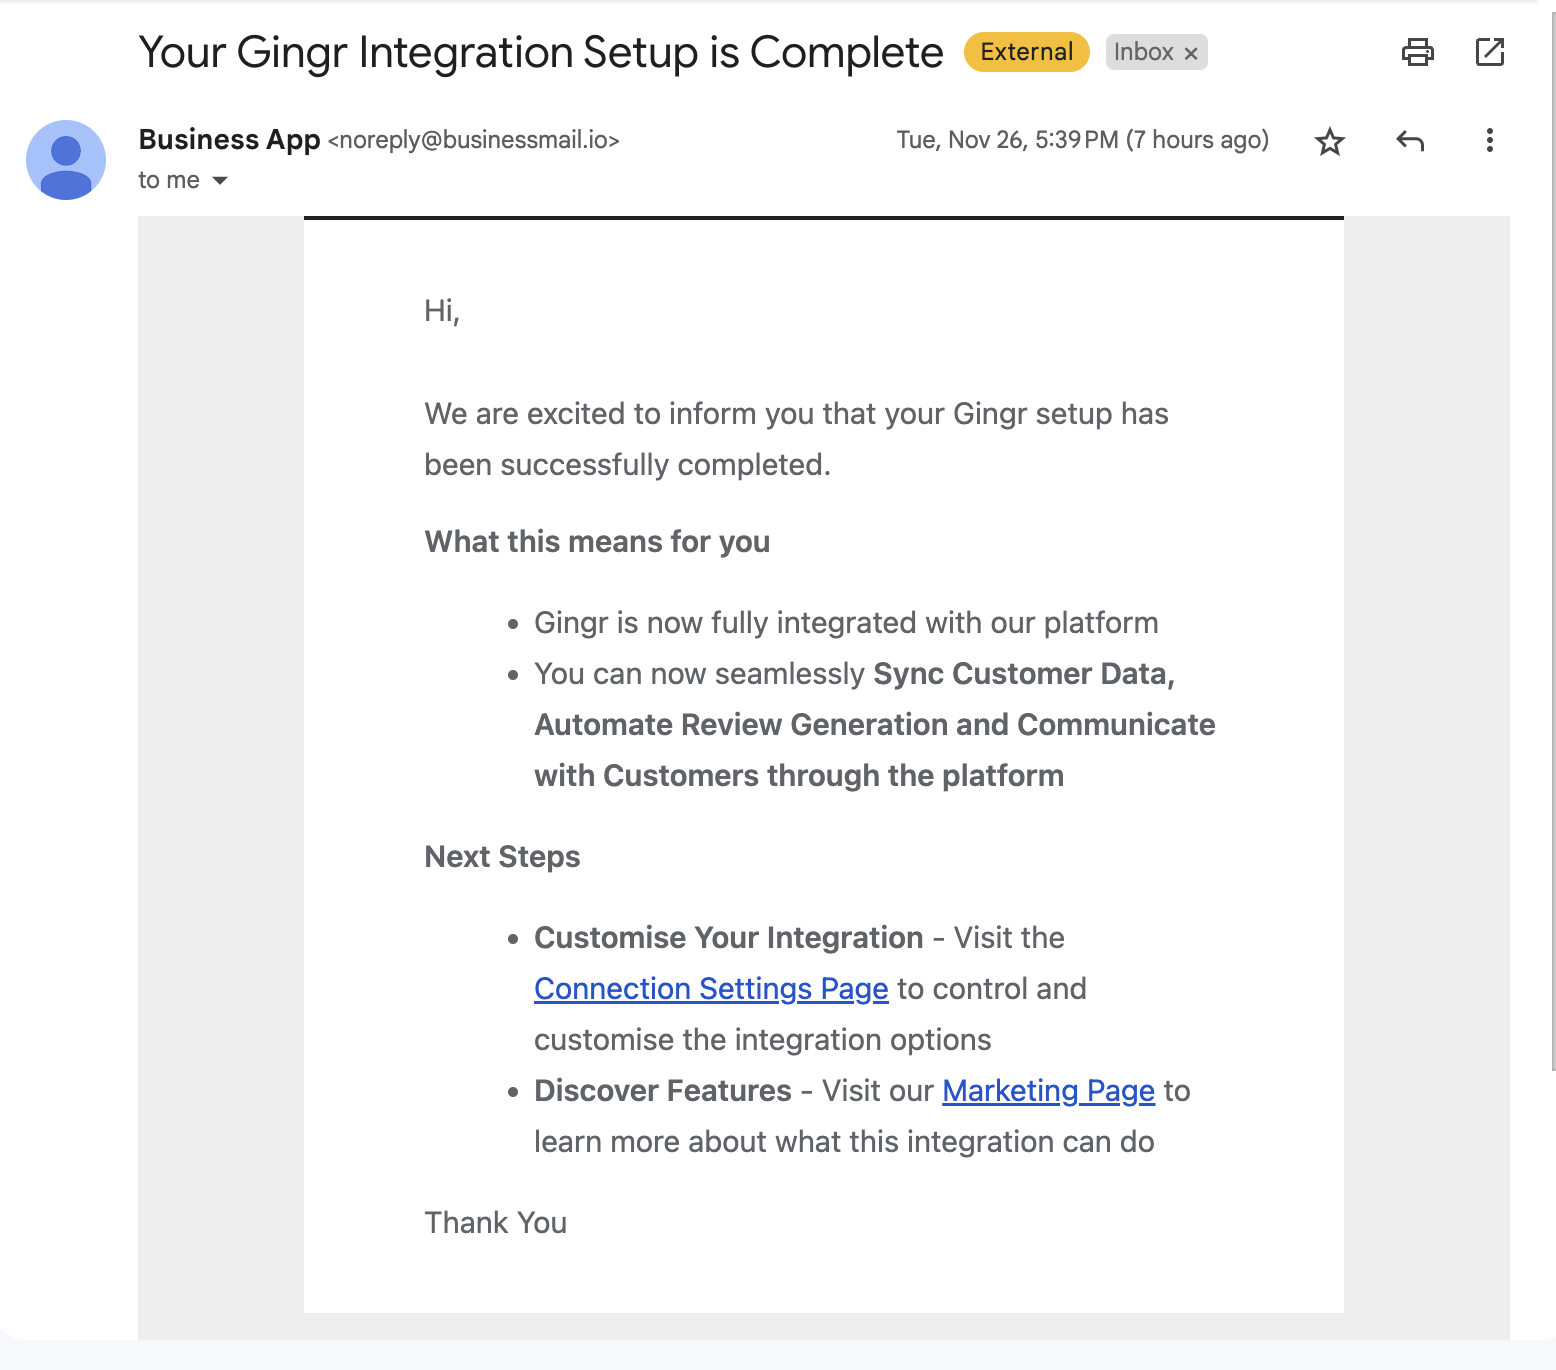 Your Gingr Integration Setup is Complete External Inbox ×
Business App <noreply@businessmail.io> Tue, Nov 26, 5:39 PM (7 hours ago)
to me
Hi,
We are excited to inform you that your Gingr setup has
been successfully completed.
What this means for you
• Gingr is now fully integrated with our platform
• You can now seamlessly Sync Customer Data,
Automate Review Generation and Communicate
with Customers through the platform
Next Steps
• Customise Your Integration - Visit the
Connection Settings Page to control and
customise the integration options
• Discover Features - Visit our Marketing Page to
learn more about what this integration can do
Thank You